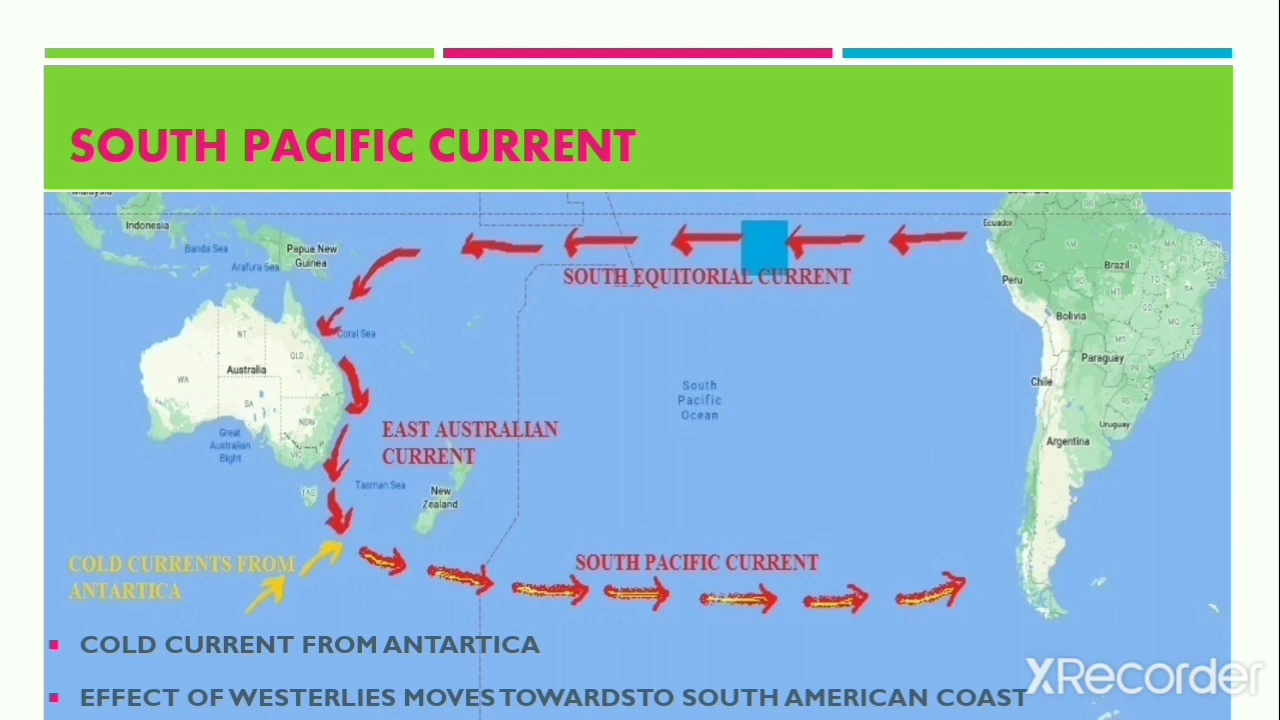 SOUTH PACIFIC CURRENT
Malaysia
Indonesia
Banda Sea
Arafura Sea
Papua New
Guinea
Ecuador
SOUTH EQUITORIAL CURRENT
Peru
Brazil
Bolivia
Paraguay
Chile
Uruguay
Argentina
Coral Sea
NT
QLD
WA
Australia
SA
NSW
VIC
TAS
Great
Australian
Bight
South
Pacific
Ocean
EAST AUSTRALIAN
CURRENT
Tasman Sea
New
Zealand
COLD CURRENTS FROM
ANTARTICA
SOUTH PACIFIC CURRENT
COLD CURRENT FROM ANTARTICA
EFFECT OF WESTERLIES MOVES TOWARDSTO SOUTH AMERICAN COAST
XRecorder